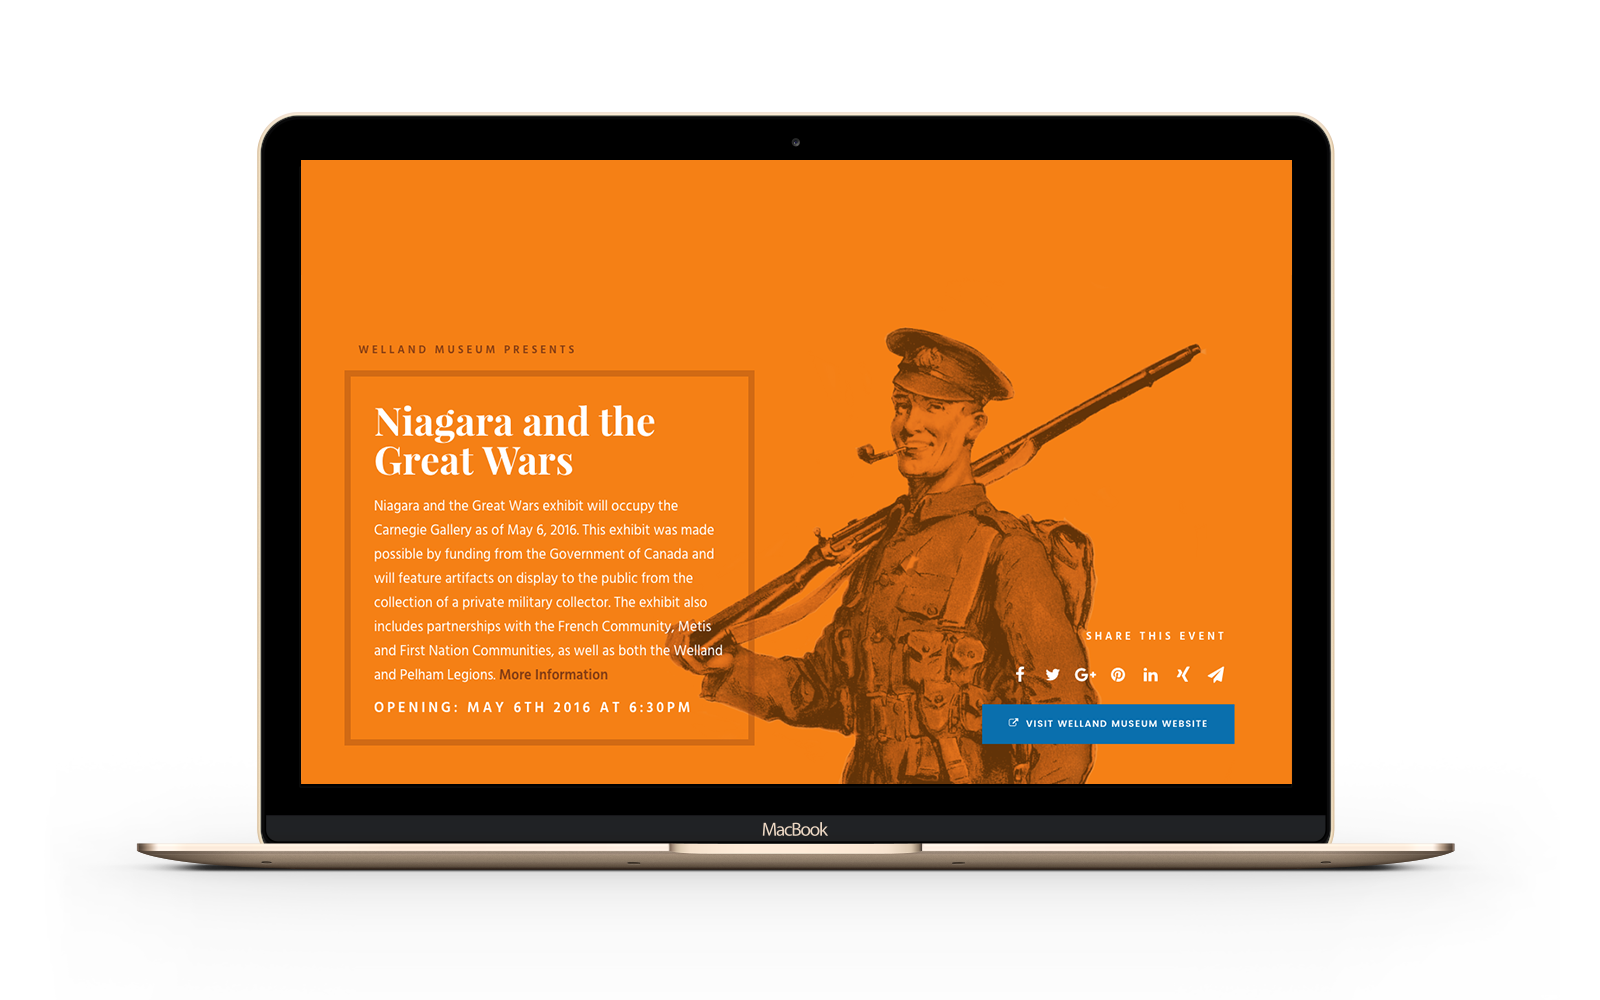 WELLAND MUSEUM PRESENTS
Niagara and the
Great Wars
Niagara and the Great Wars exhibit will occupy the
Carnegie Gallery as of May 6, 2016. This exhibit was made
possible by funding from the Government of Canada and
will feature artifacts on display to the public from the
collection of a private military collector. The exhibit also
includes partnerships with the French Community, Metis
and First Nation Communities, as well as both the Welland
and Pelham Legions. More Information
OPENING: MAY 6TH 2016 AT 6:30PM
SHARE THIS EVENT
VISIT WELLAND MUSEUM WEBSITE
MacBook